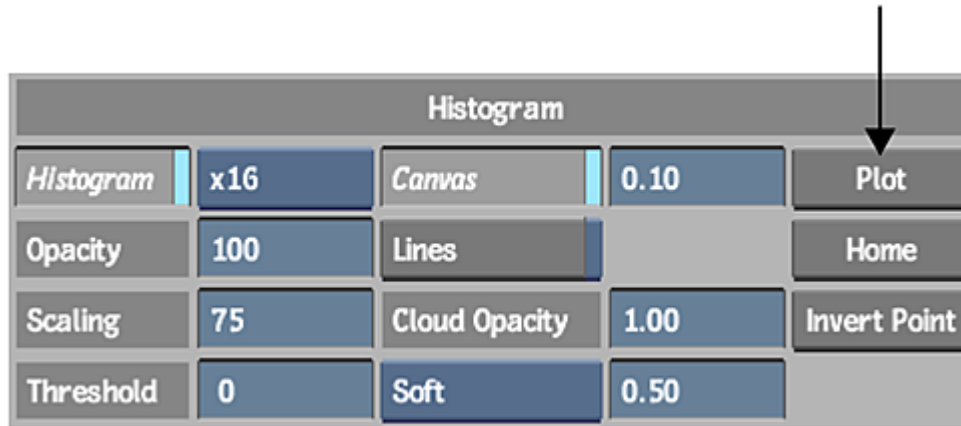 Histogram
Histogram x16 Canvas 0.10 Plot
Opacity 100 Lines Home
Scaling 75 Cloud Opacity 1.00 Invert Point
Threshold 0 Soft 0.50